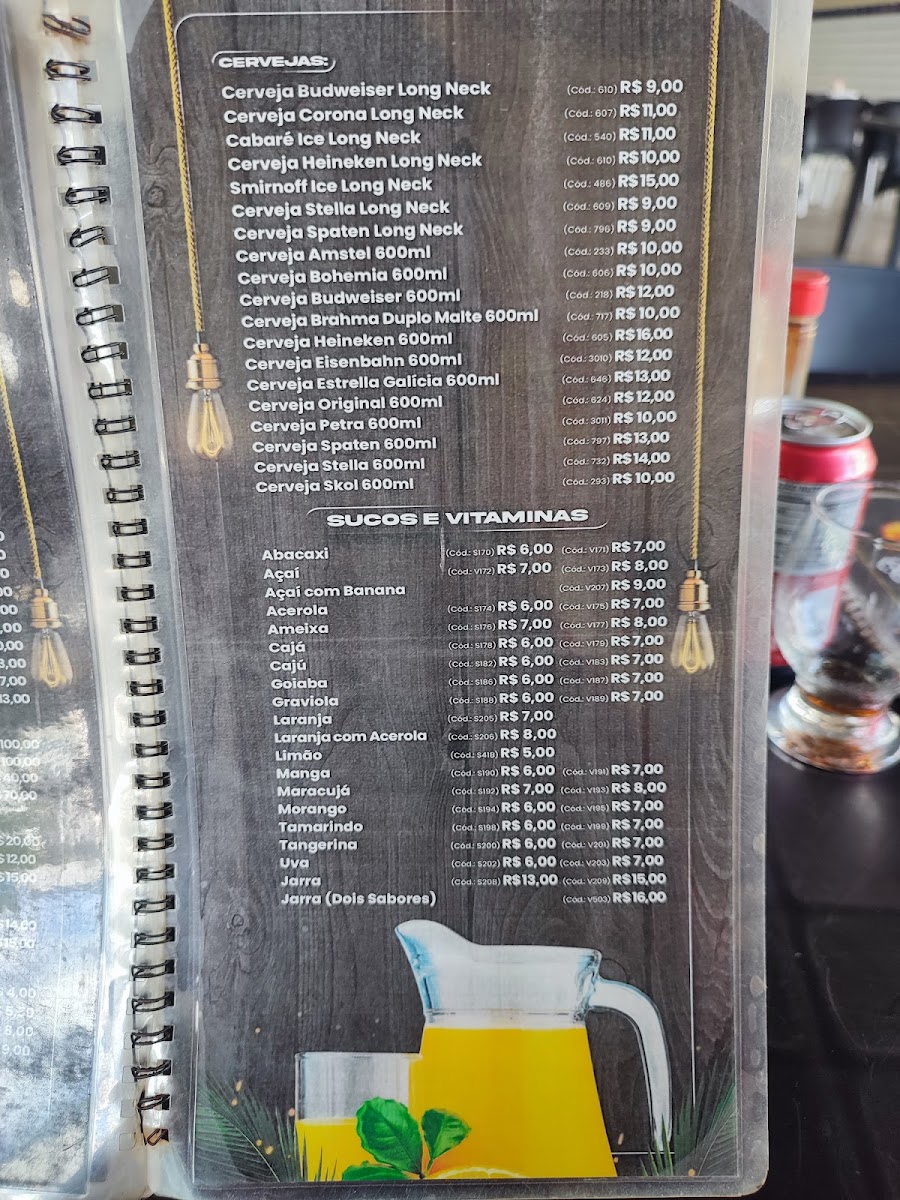 CERVEJAS:
Cerveja Budweiser Long Neck (Cód.: 610) R$ 9,00
Cerveja Corona Long Neck (Cód.: 607) R$ 11,00
Cabaré Ice Long Neck (Cód.: 540) R$ 11,00
Cerveja Heineken Long Neck (Cód.: 610) R$ 10,00
Smirnoff Ice Long Neck (Cód.: 486) R$ 15,00
Cerveja Stella Long Neck (Cód.: 609) R$ 9,00
Cerveja Spaten Long Neck (Cód.: 796) R$ 9,00
Cerveja Amstel 600ml (Cód.: 233) R$ 10,00
Cerveja Bohemia 600ml (Cód.: 606) R$ 10,00
Cerveja Budweiser 600ml (Cód.: 218) R$ 12,00
Cerveja Brahma Duplo Malte 600ml (Cód.: 717) R$ 10,00
Cerveja Heineken 600ml (Cód.: 605) R$ 16,00
Cerveja Eisenbahn 600ml (Cód.: 3010) R$ 12,00
Cerveja Estrella Galícia 600ml (Cód.: 646) R$ 13,00
Cerveja Original 600ml (Cód.: 624) R$ 12,00
Cerveja Petra 600ml (Cód.: 3011) R$ 10,00
Cerveja Spaten 600ml (Cód.: 797) R$ 13,00
Cerveja Stella 600ml (Cód.: 732) R$ 14,00
Cerveja Skol 600ml (Cód.: 293) R$ 10,00
SUCOS E VITAMINAS
Abacaxi (Cód.: S170) R$ 6,00 (Cód.: V171) R$ 7,00
Açaí (Cód.: V172) R$ 7,00 (Cód.: V173) R$ 8,00
Açaí com Banana (Cód.: V207) R$ 9,00
Acerola (Cód.: S174) R$ 6,00 (Cód.: V175) R$ 7,00
Ameixa (Cód.: S176) R$ 7,00 (Cód.: V177) R$ 8,00
Cajá (Cód.: S178) R$ 6,00 (Cód.: V179) R$ 7,00
Cajú (Cód.: S182) R$ 6,00 (Cód.: V183) R$ 7,00
Goiaba (Cód.: S186) R$ 6,00 (Cód.: V187) R$ 7,00
Graviola (Cód.: S188) R$ 6,00 (Cód.: V189) R$ 7,00
Laranja (Cód.: S205) R$ 7,00
Laranja com Acerola (Cód.: S206) R$ 8,00
Limão (Cód.: S419) R$ 5,00
Manga (Cód.: S190) R$ 6,00 (Cód.: V191) R$ 7,00
Maracujá (Cód.: S192) R$ 7,00 (Cód.: V193) R$ 8,00
Morango (Cód.: S194) R$ 6,00 (Cód.: V195) R$ 7,00
Tamarindo (Cód.: S198) R$ 6,00 (Cód.: V199) R$ 7,00
Tangerina (Cód.: S200) R$ 6,00 (Cód.: V201) R$ 7,00
Uva (Cód.: S202) R$ 6,00 (Cód.: V203) R$ 7,00
Jarra (Cód.: S208) R$ 13,00 (Cód.: V209) R$ 15,00
Jarra (Dois Sabores) (Cód.: V503) R$ 16,00